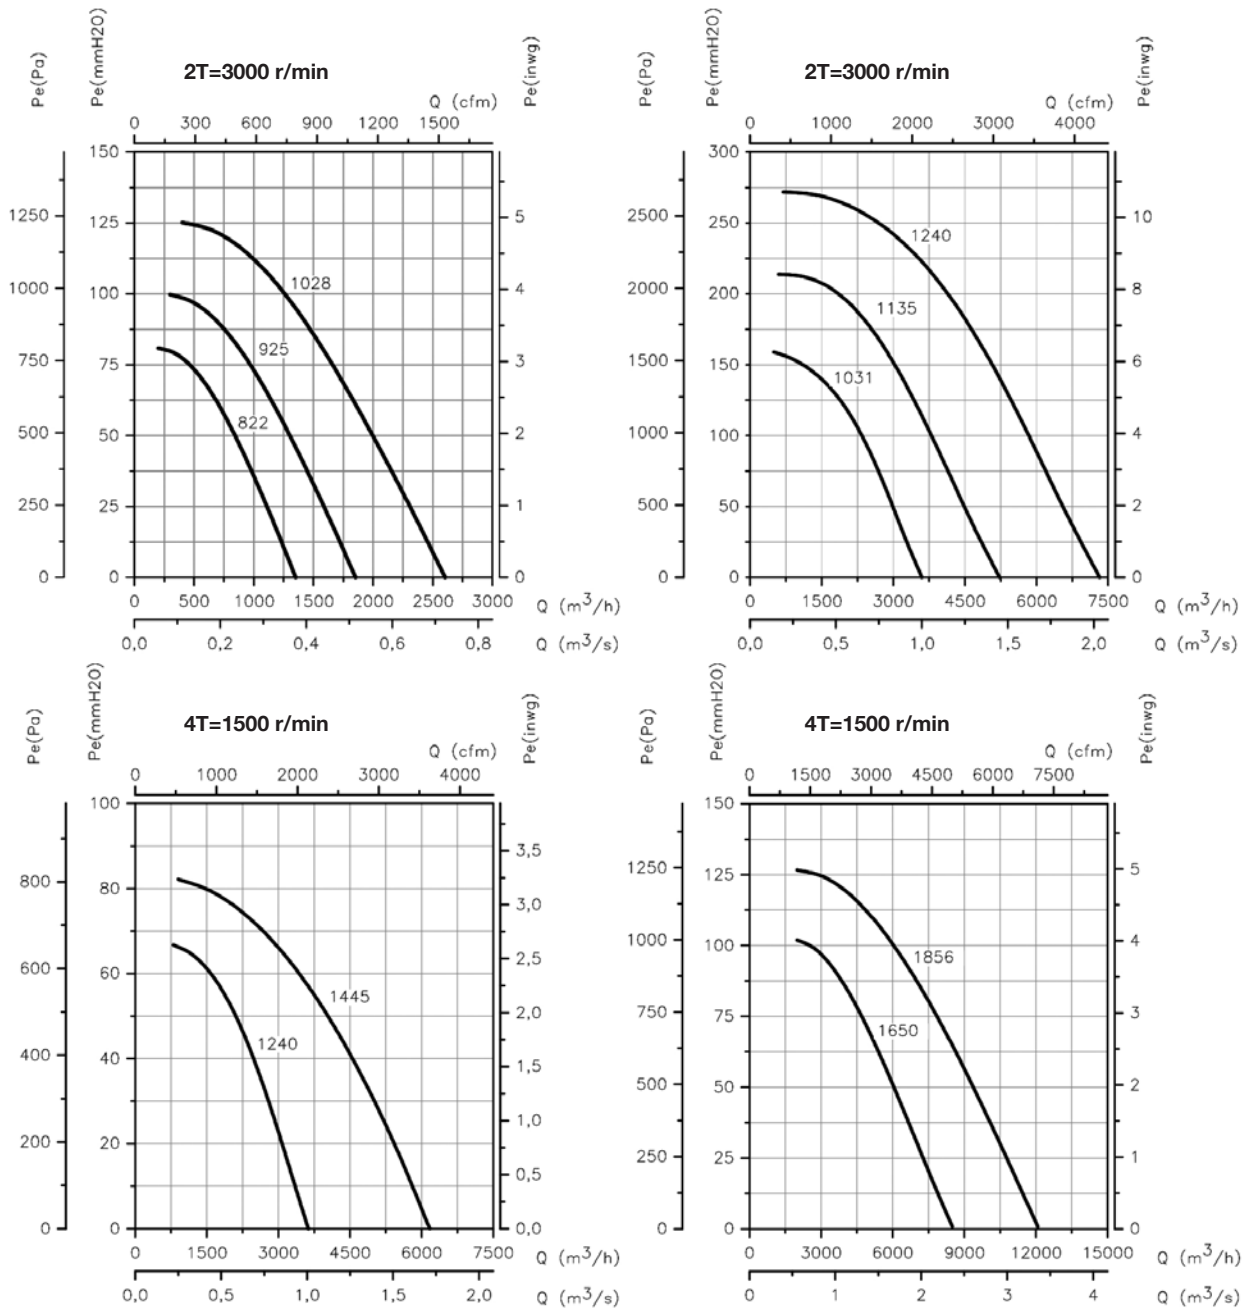 2T=3000 r/min
Pe(Pa)
Pe(mmH2O)
Pe(inwg)
Q (cfm)
0 300 600 900 1200 1500
150
1250 125 5
1028
1000 100 4
925
750 75 3
822
500 50 2
250 25 1
0 0 0
0 500 1000 1500 2000 2500 3000 Q (m³/h)
0,0 0,2 0,4 0,6 0,8 Q (m³/s)
2T=3000 r/min
Pe(Pa)
Pe(mmH2O)
Pe(inwg)
Q (cfm)
0 1000 2000 3000 4000
300
2500 250 10
1240
2000 200 8
1135
1500 150 6
1031
1000 100 4
500 50 2
0 0 0
0 1500 3000 4500 6000 7500 Q (m³/h)
0,0 0,5 1,0 1,5 2,0 Q (m³/s)
4T=1500 r/min
Pe(Pa)
Pe(mmH2O)
Pe(inwg)
Q (cfm)
0 1000 2000 3000 4000
100
3,5
800 80
3,0
600 60 2,5
1445
2,0
1240
400 40
1,5
1,0
200 20
0,5
0 0 0,0
0 1500 3000 4500 6000 7500 Q (m³/h)
0,0 0,5 1,0 1,5 2,0 Q (m³/s)
4T=1500 r/min
Pe(Pa)
Pe(mmH2O)
Pe(inwg)
Q (cfm)
0 1500 3000 4500 6000 7500
150
1250 125 5
1856
1000 100 4
1650
750 75 3
500 50 2
250 25 1
0 0 0
0 3000 6000 9000 12000 15000 Q (m³/h)
0 1 2 3 4 Q (m³/s)